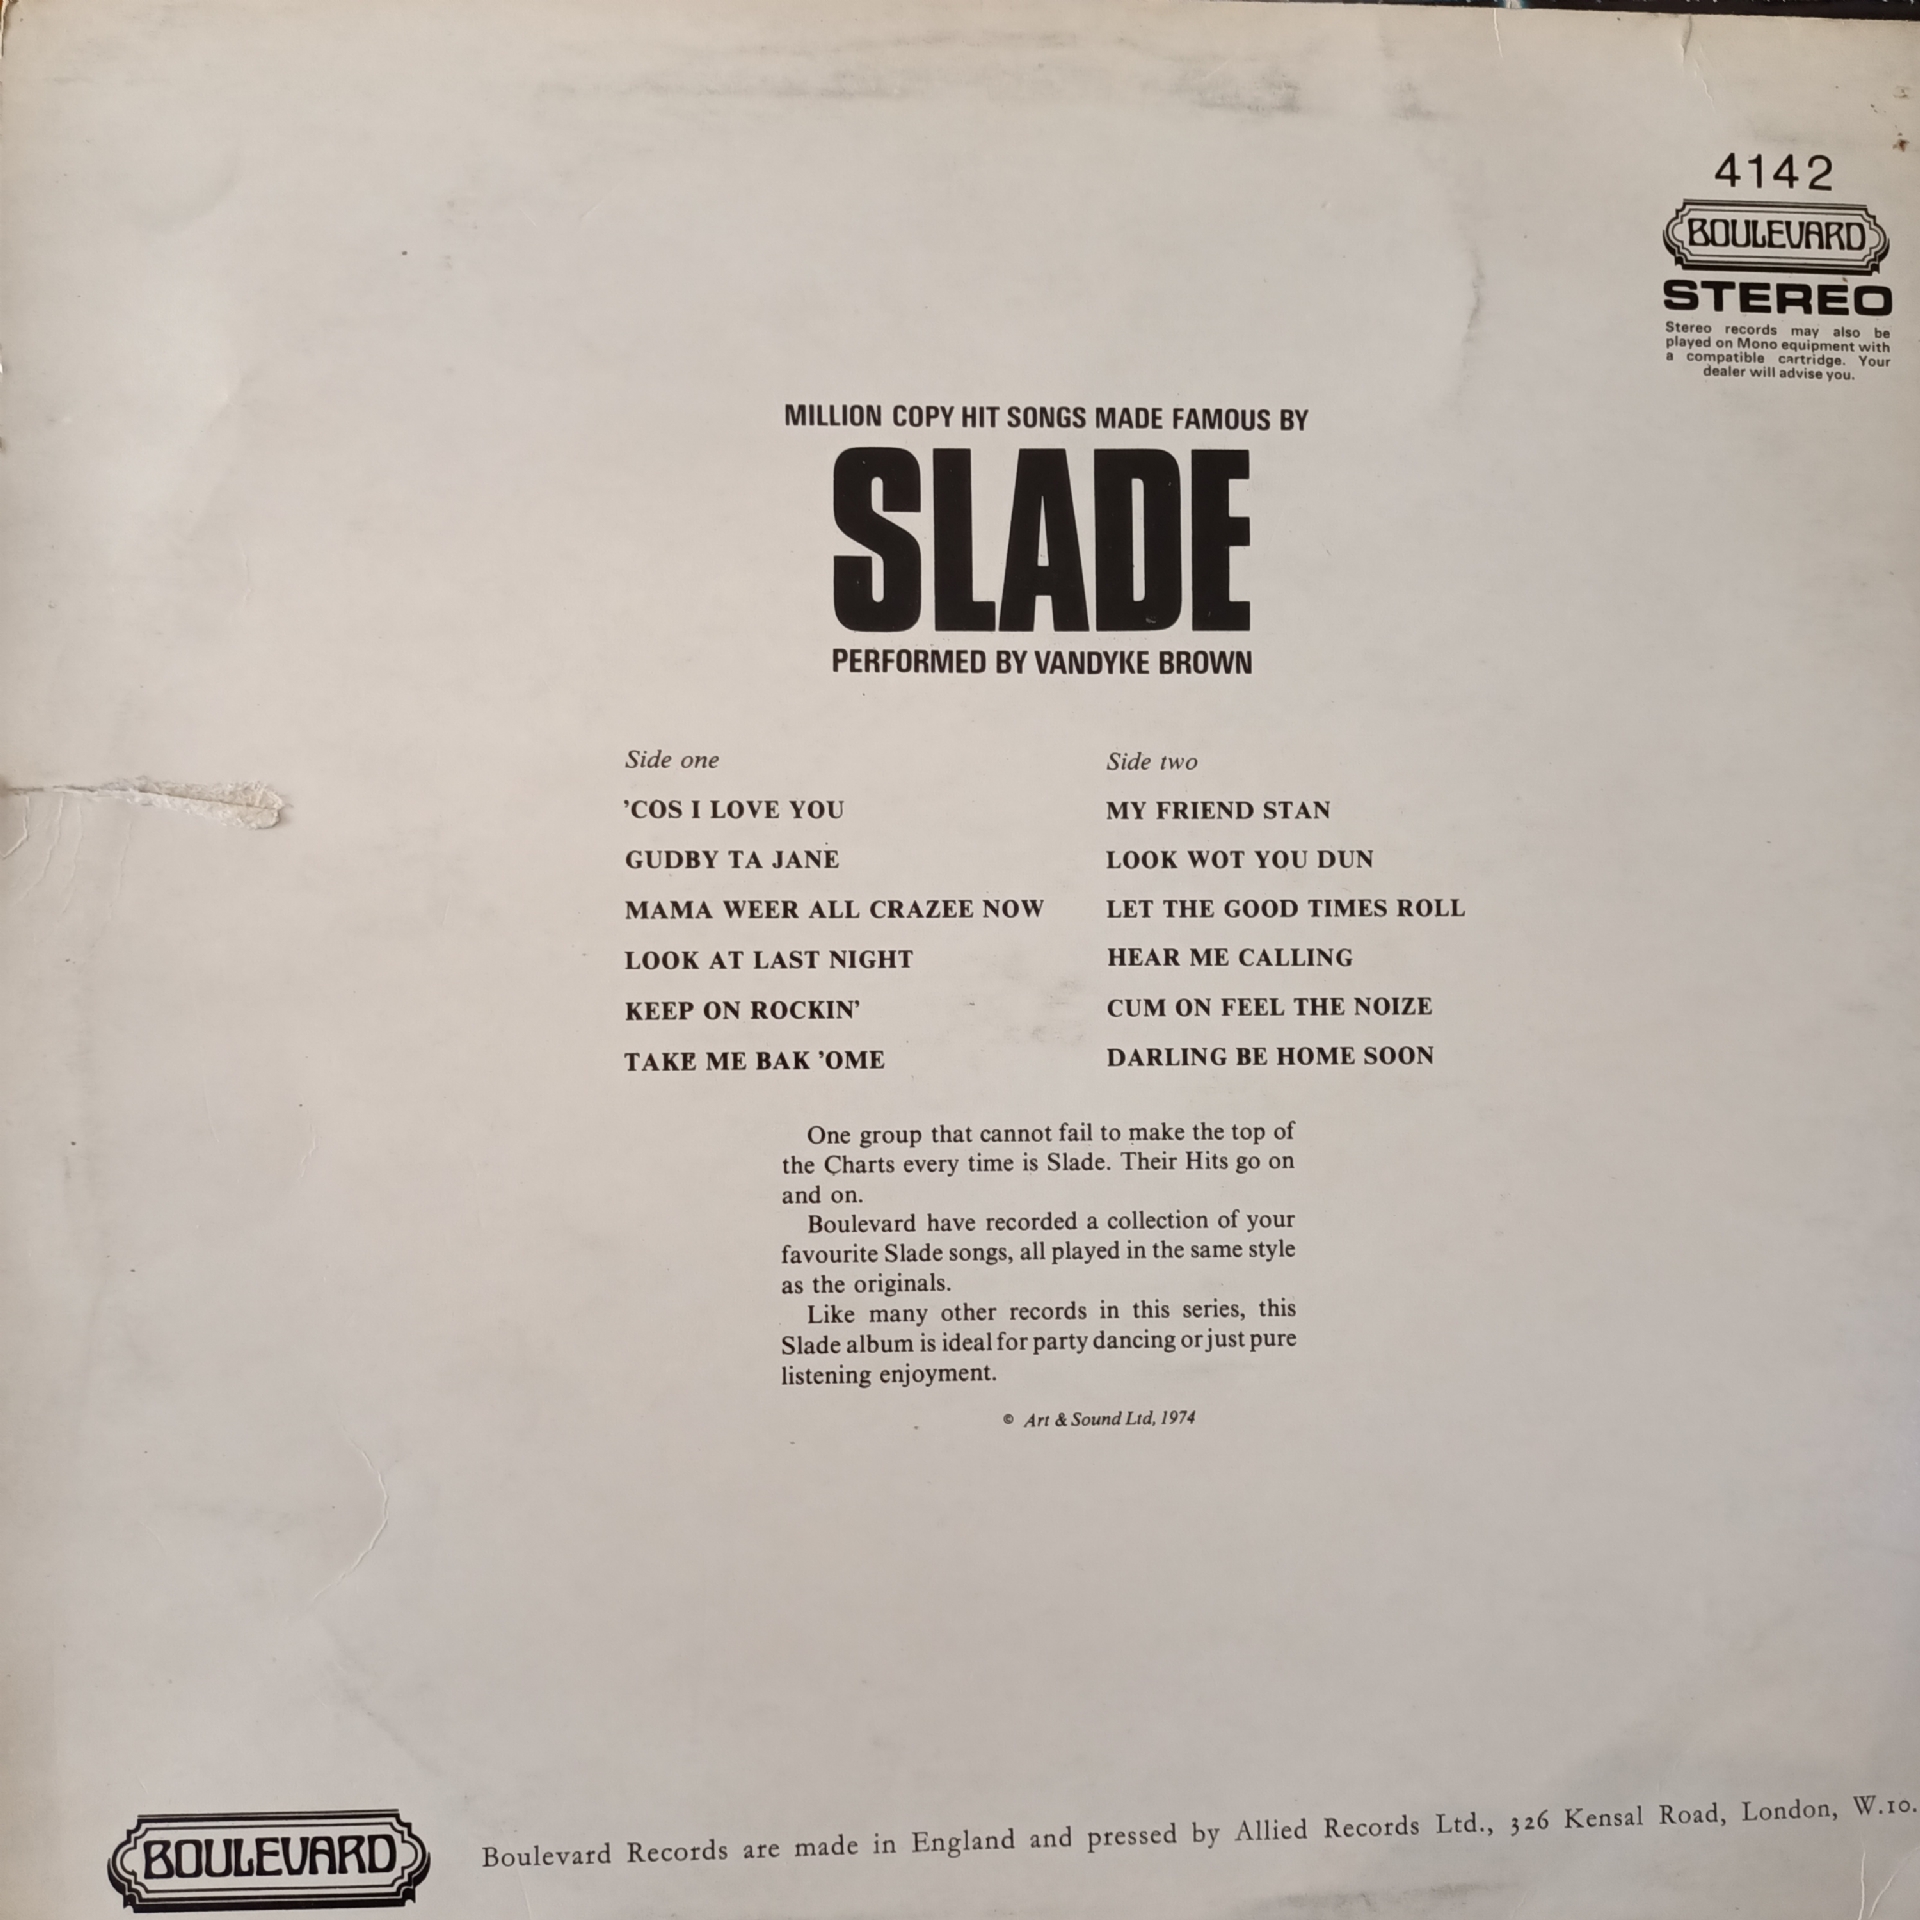 4142
BOULEVARD
STEREO
Stereo records may also be
played on Mono equipment with
a compatible cartridge. Your
dealer will advise you.
MILLION COPY HIT SONGS MADE FAMOUS BY
SLADE
PERFORMED BY VANDYKE BROWN
Side one
'COS I LOVE YOU
GUDBY TA JANE
MAMA WEER ALL CRAZEE NOW
LOOK AT LAST NIGHT
KEEP ON ROCKIN'
TAKE ME BAK 'OME
Side two
MY FRIEND STAN
LOOK WOT YOU DUN
LET THE GOOD TIMES ROLL
HEAR ME CALLING
CUM ON FEEL THE NOIZE
DARLING BE HOME SOON
One group that cannot fail to make the top of
the Charts every time is Slade. Their Hits go on
and on.
Boulevard have recorded a collection of your
favourite Slade songs, all played in the same style
as the originals.
Like many other records in this series, this
Slade album is ideal for party dancing or just pure
listening enjoyment.
© Art & Sound Ltd, 1974
BOULEVARD
Boulevard Records are made in England and pressed by Allied Records Ltd., 326 Kensal Road, London, W.10.